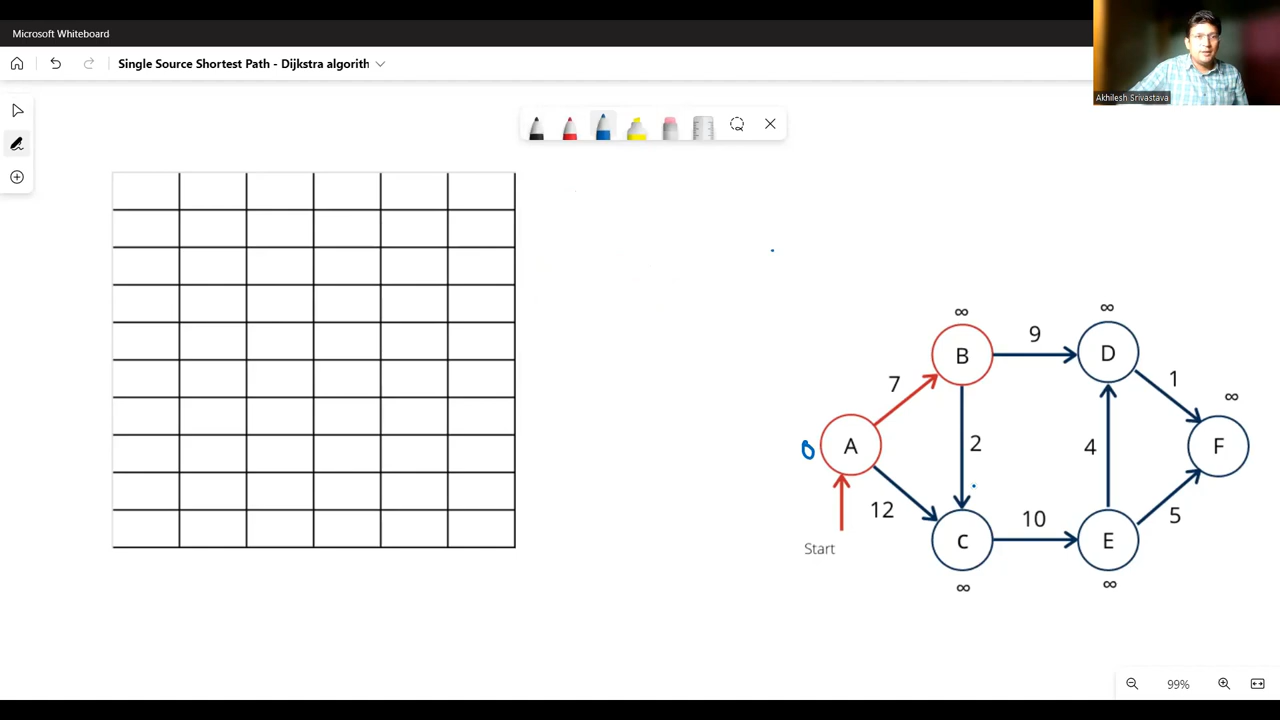 Microsoft Whiteboard
Single Source Shortest Path - Dijkstra algorith
Akhilesh Srivastava
∞ ∞
9
B D
7 1
∞
2 4
0 A F
12 10 5
C E
Start
∞ ∞
99%